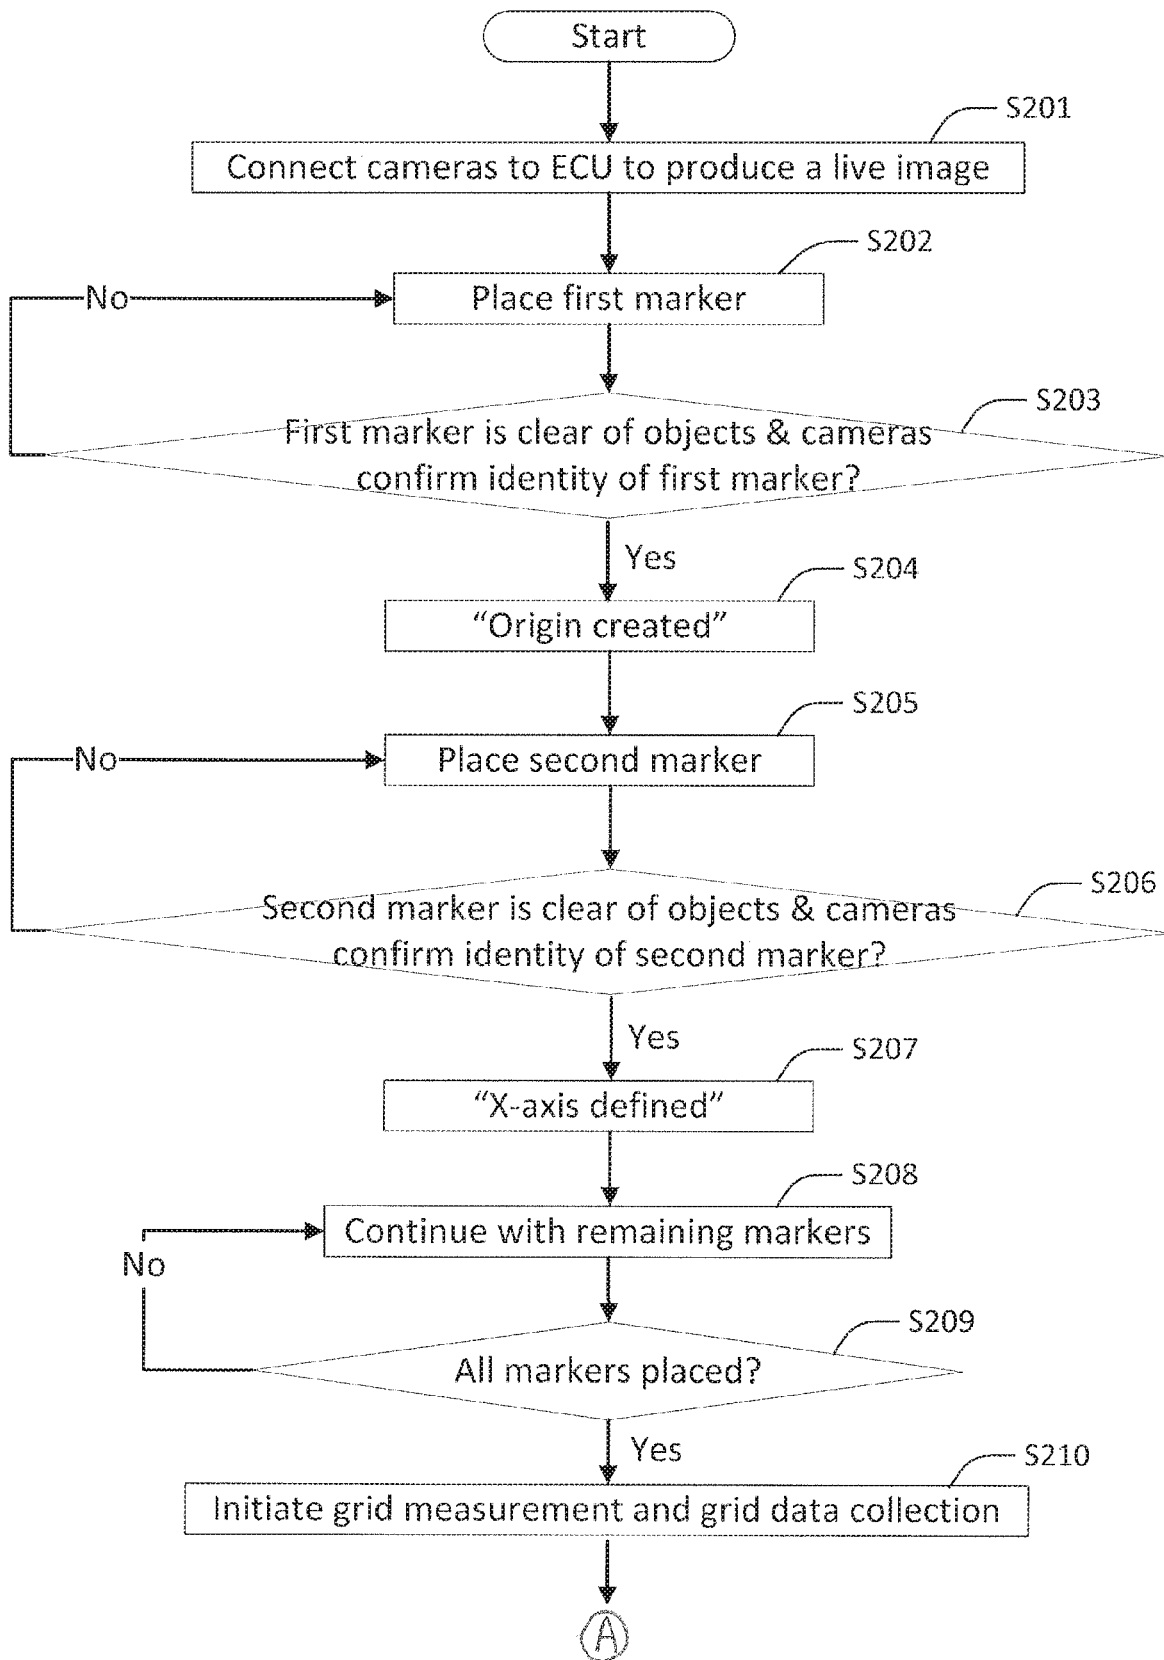 Start
S201
Connect cameras to ECU to produce a live image
S202
No
Place first marker
S203
First marker is clear of objects & cameras
confirm identity of first marker?
Yes
S204
“Origin created”
S205
No
Place second marker
S206
Second marker is clear of objects & cameras
confirm identity of second marker?
Yes
S207
“X-axis defined”
S208
Continue with remaining markers
No
S209
All markers placed?
Yes
S210
Initiate grid measurement and grid data collection
A